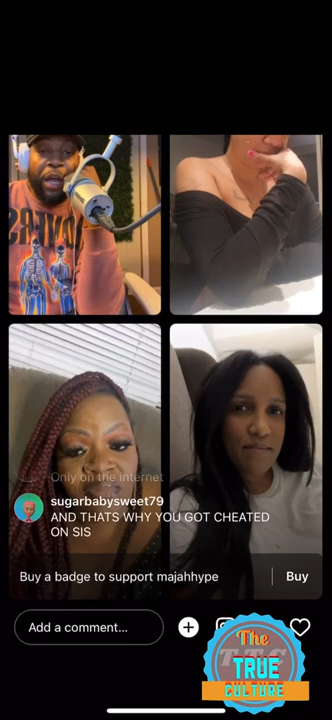 Only on the internet
sugarbabysweet79
AND THATS WHY YOU GOT CHEATED
ON SIS
Buy a badge to support majahhype
Buy
Add a comment...
The
TRUE
CULTURE